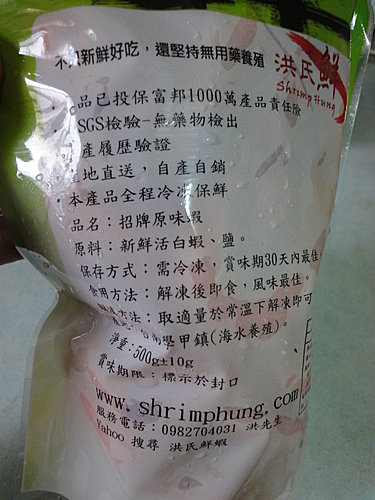 不只新鮮好吃，還堅持無用藥養殖
洪氏鮮
Shrimp Hung
品已投保富邦1000萬產品責任險
SGS檢驗-無藥物檢出
產履歷驗證
地直送，自產自銷
·本產品全程冷凍保鮮
品名：招牌原味蝦
原料：新鮮活白蝦、鹽。
保存方式：需冷凍，賞味期30天內最佳
食用方法：解凍後即食，風味最佳。
方法：取適量於常溫下解凍即可
台南學甲鎮(海水養殖)。
淨重:500g±10g
賞味期限：標示於封口
www.shrimphung.com
服務電話：0982704031 洪先生
Yahoo 搜尋 洪氏鮮蝦